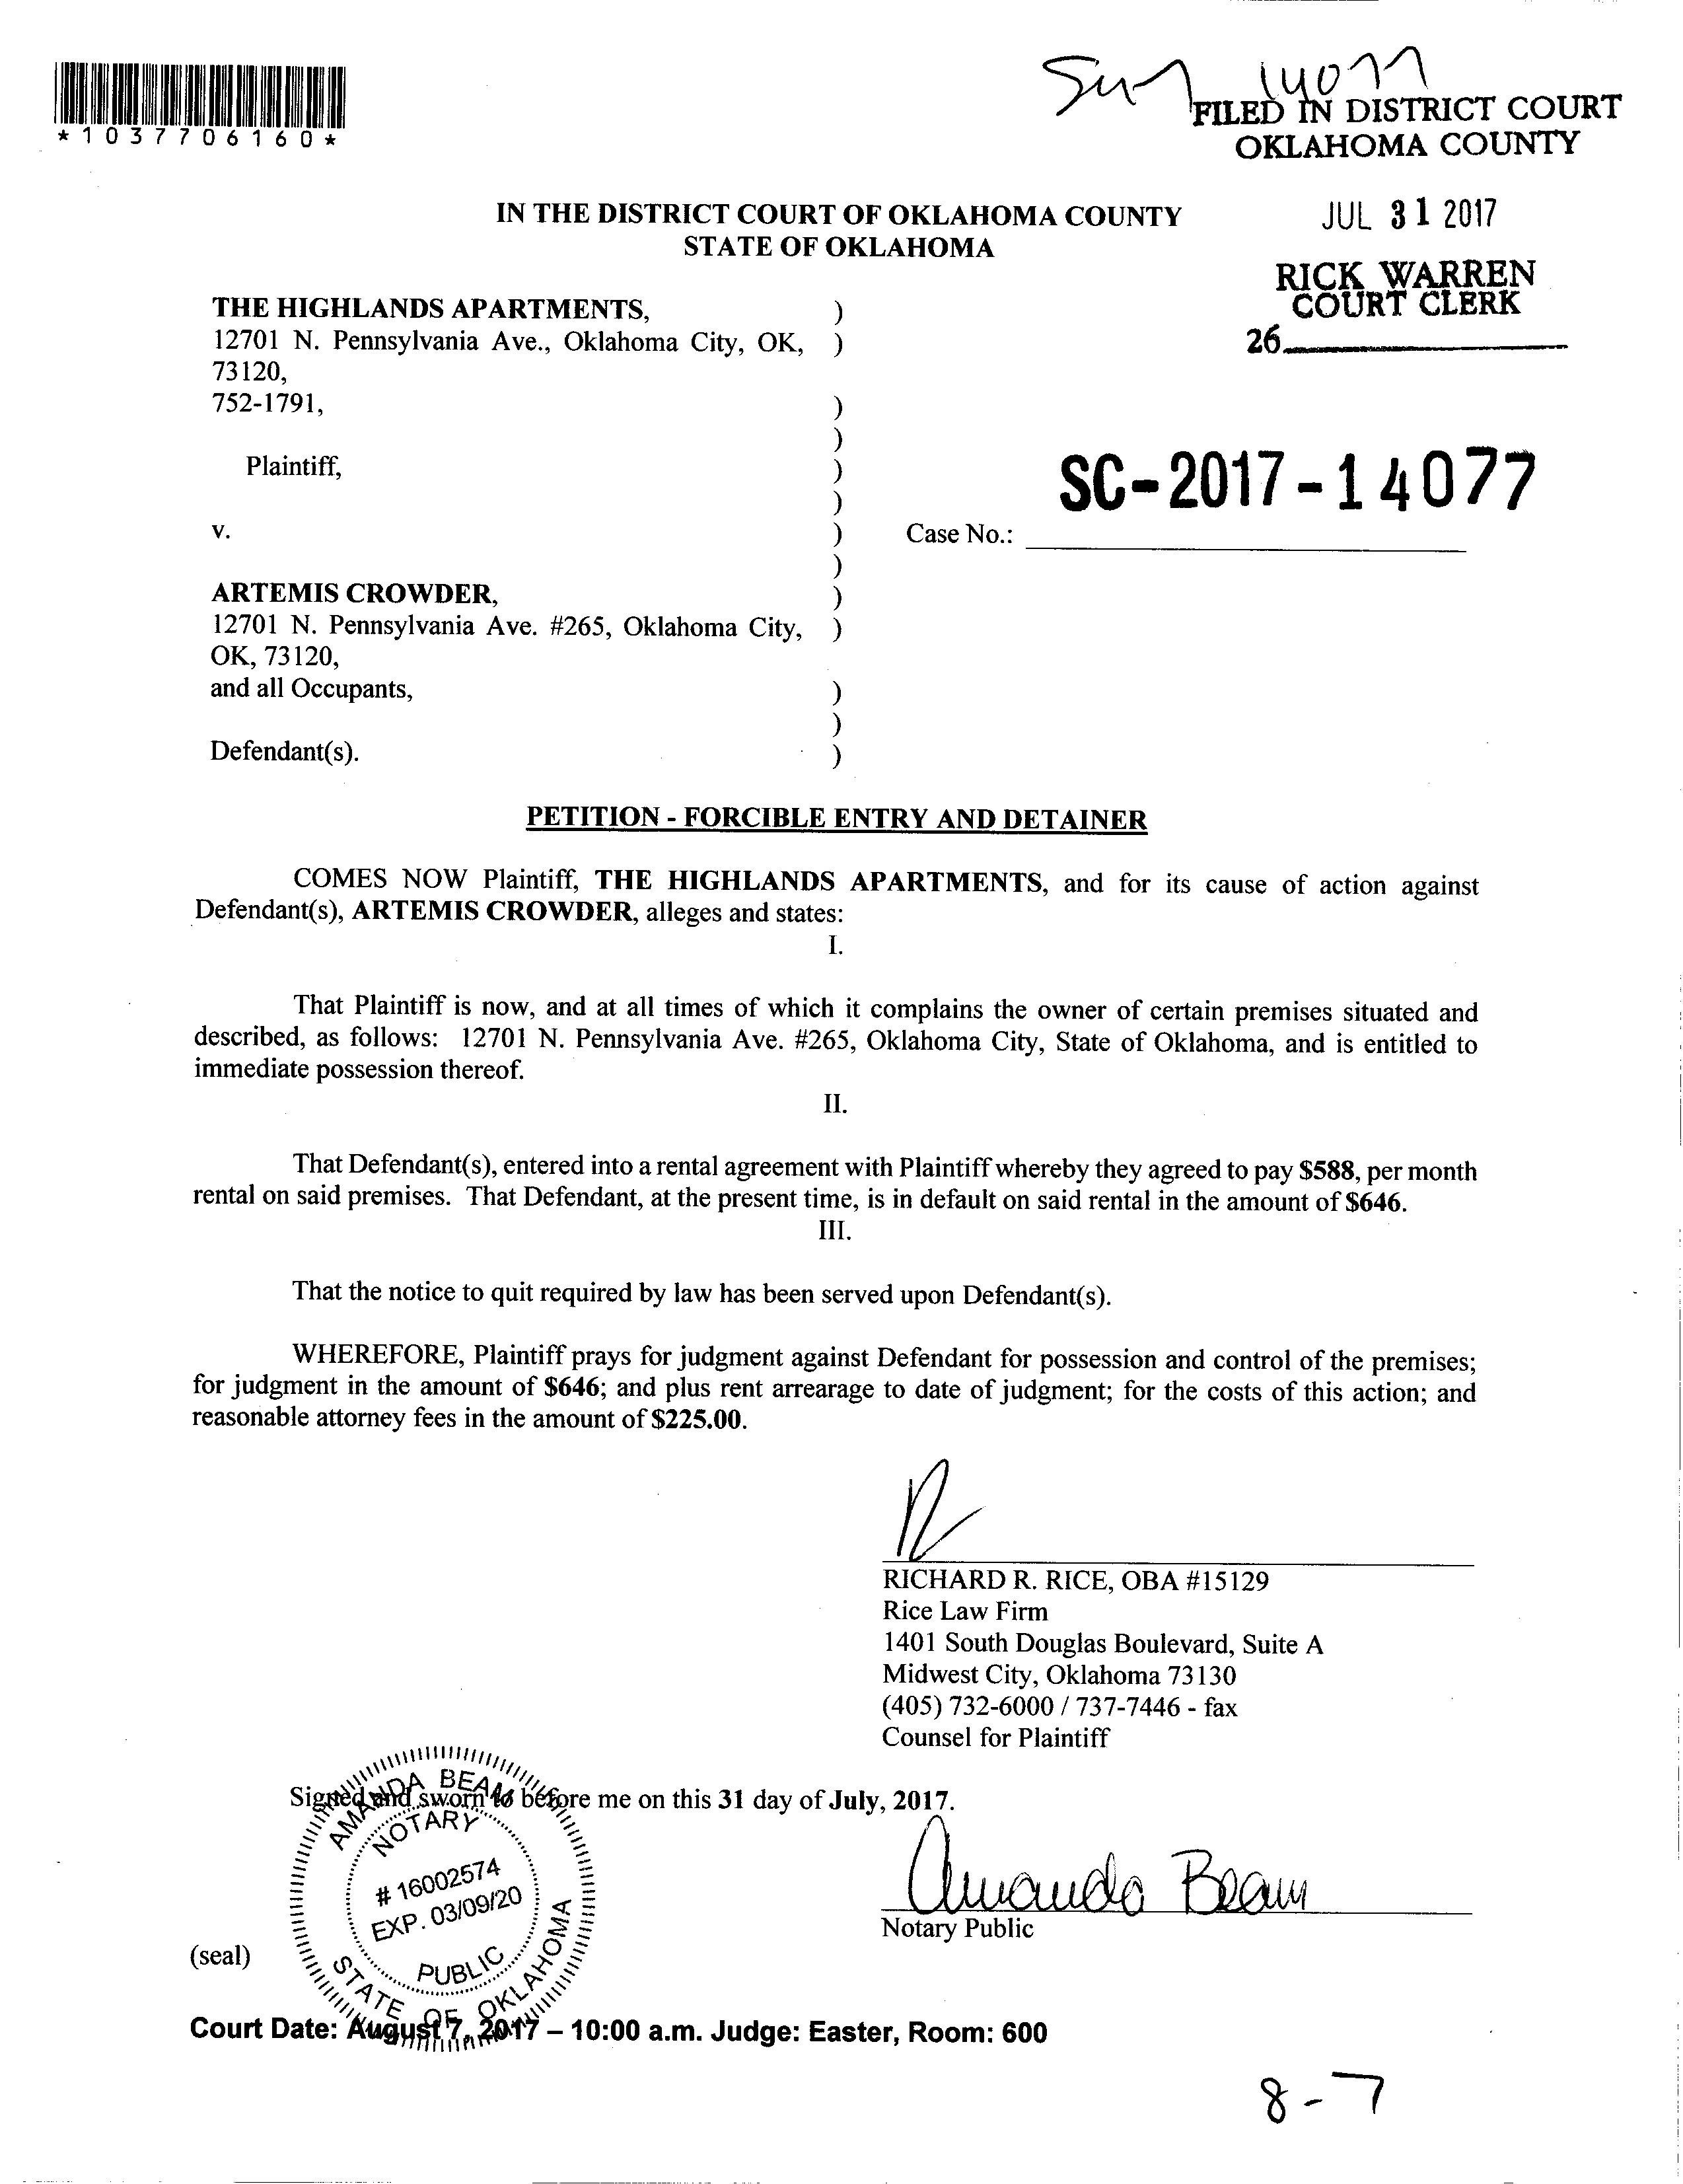 *1037706160*
14077
FILED IN DISTRICT COURT
OKLAHOMA COUNTY
JUL 31 2017
RICK WARREN
COURT CLERK
26
IN THE DISTRICT COURT OF OKLAHOMA COUNTY
STATE OF OKLAHOMA
THE HIGHLANDS APARTMENTS, )
12701 N. Pennsylvania Ave., Oklahoma City, OK, )
73120,
752-1791, )
)
Plaintiff, )
)
v. )
)
ARTEMIS CROWDER, )
12701 N. Pennsylvania Ave. #265, Oklahoma City, )
OK, 73120,
and all Occupants, )
)
Defendant(s). )
SC-2017-14077
Case No.:
PETITION - FORCIBLE ENTRY AND DETAINER
COMES NOW Plaintiff, THE HIGHLANDS APARTMENTS, and for its cause of action against
Defendant(s), ARTEMIS CROWDER, alleges and states:
I.
That Plaintiff is now, and at all times of which it complains the owner of certain premises situated and
described, as follows: 12701 N. Pennsylvania Ave. #265, Oklahoma City, State of Oklahoma, and is entitled to
immediate possession thereof.
II.
That Defendant(s), entered into a rental agreement with Plaintiff whereby they agreed to pay $588, per month
rental on said premises. That Defendant, at the present time, is in default on said rental in the amount of $646.
III.
That the notice to quit required by law has been served upon Defendant(s).
WHEREFORE, Plaintiff prays for judgment against Defendant for possession and control of the premises;
for judgment in the amount of $646; and plus rent arrearage to date of judgment; for the costs of this action; and
reasonable attorney fees in the amount of $225.00.
RICHARD R. RICE, OBA #15129
Rice Law Firm
1401 South Douglas Boulevard, Suite A
Midwest City, Oklahoma 73130
(405) 732-6000 / 737-7446 - fax
Counsel for Plaintiff
Signed and sworn to before me on this 31 day of July, 2017.
Amanda Beam
Notary Public
(seal)
AMANDA BEAM
NOTARY
# 16002574
EXP. 03/09/20
PUBLIC
STATE OF OKLAHOMA
Court Date: August 7, 2017 – 10:00 a.m. Judge: Easter, Room: 600
8-7